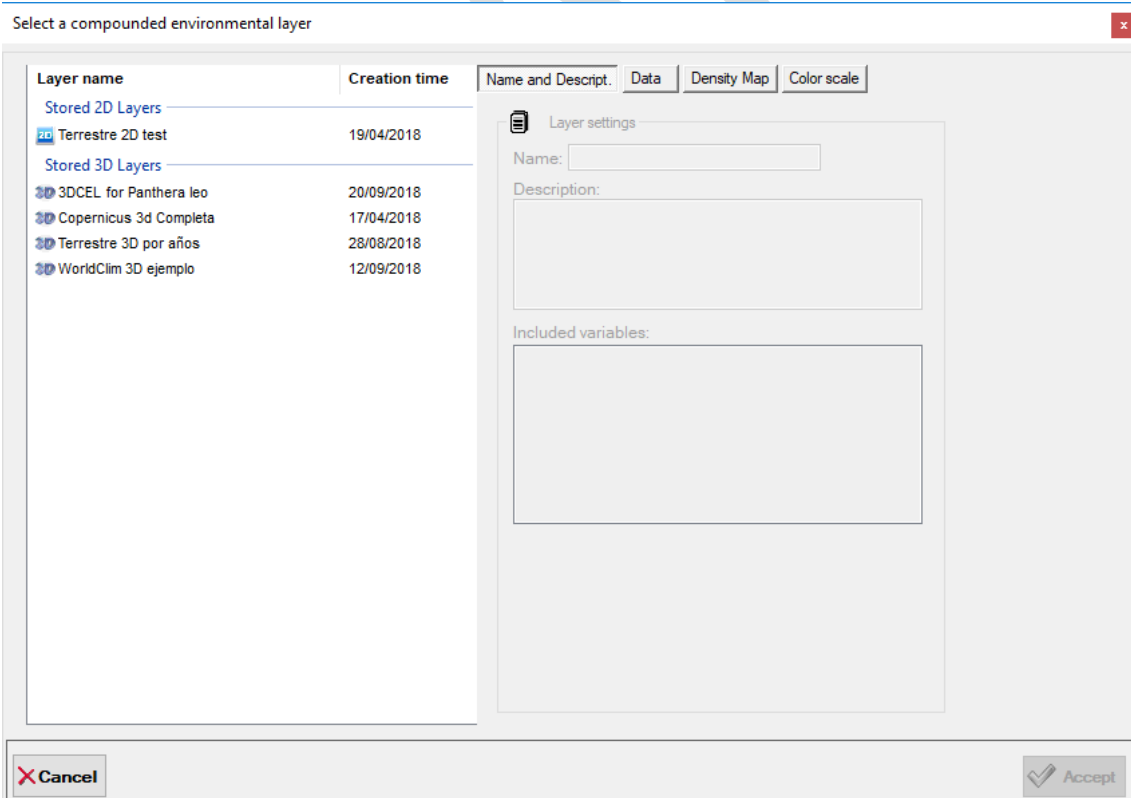 Select a compounded environmental layer
x
Layer name Creation time
Stored 2D Layers
2D Terrestre 2D test 19/04/2018
Stored 3D Layers
3D 3DCEL for Panthera leo 20/09/2018
3D Copernicus 3d Completa 17/04/2018
3D Terrestre 3D por años 28/08/2018
3D WorldClim 3D ejemplo 12/09/2018
Name and Descript. Data Density Map Color scale
Layer settings
Name:
Description:
Included variables:
Cancel Accept